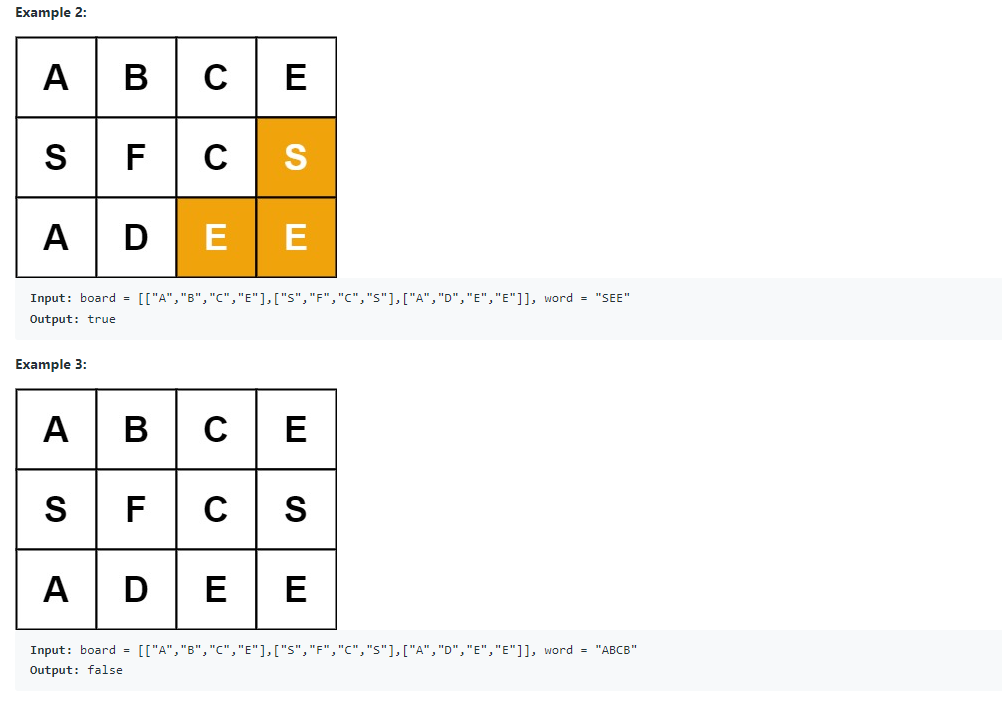 Example 2:
A B C E
S F C S
A D E E
Input: board = [["A","B","C","E"],["S","F","C","S"],["A","D","E","E"]], word = "SEE"
Output: true
Example 3:
A B C E
S F C S
A D E E
Input: board = [["A","B","C","E"],["S","F","C","S"],["A","D","E","E"]], word = "ABCB"
Output: false